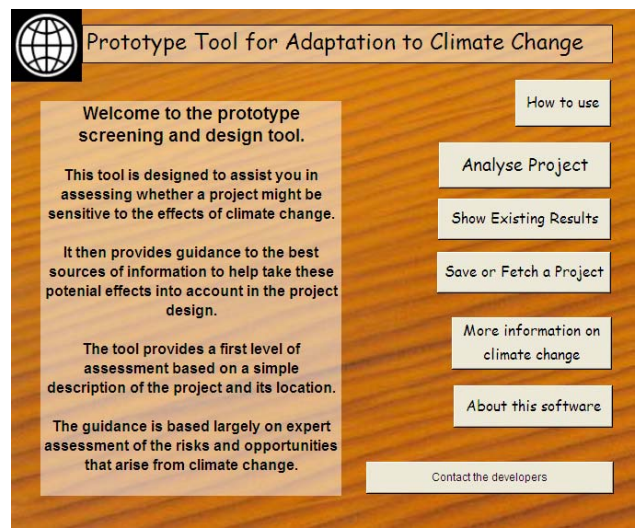 Prototype Tool for Adaptation to Climate Change
Welcome to the prototype
screening and design tool.
This tool is designed to assist you in
assessing whether a project might be
sensitive to the effects of climate change.
It then provides guidance to the best
sources of information to help take these
potenial effects into account in the project
design.
The tool provides a first level of
assessment based on a simple
description of the project and its location.
The guidance is based largely on expert
assessment of the risks and opportunities
that arise from climate change.
How to use
Analyse Project
Show Existing Results
Save or Fetch a Project
More information on
climate change
About this software
Contact the developers